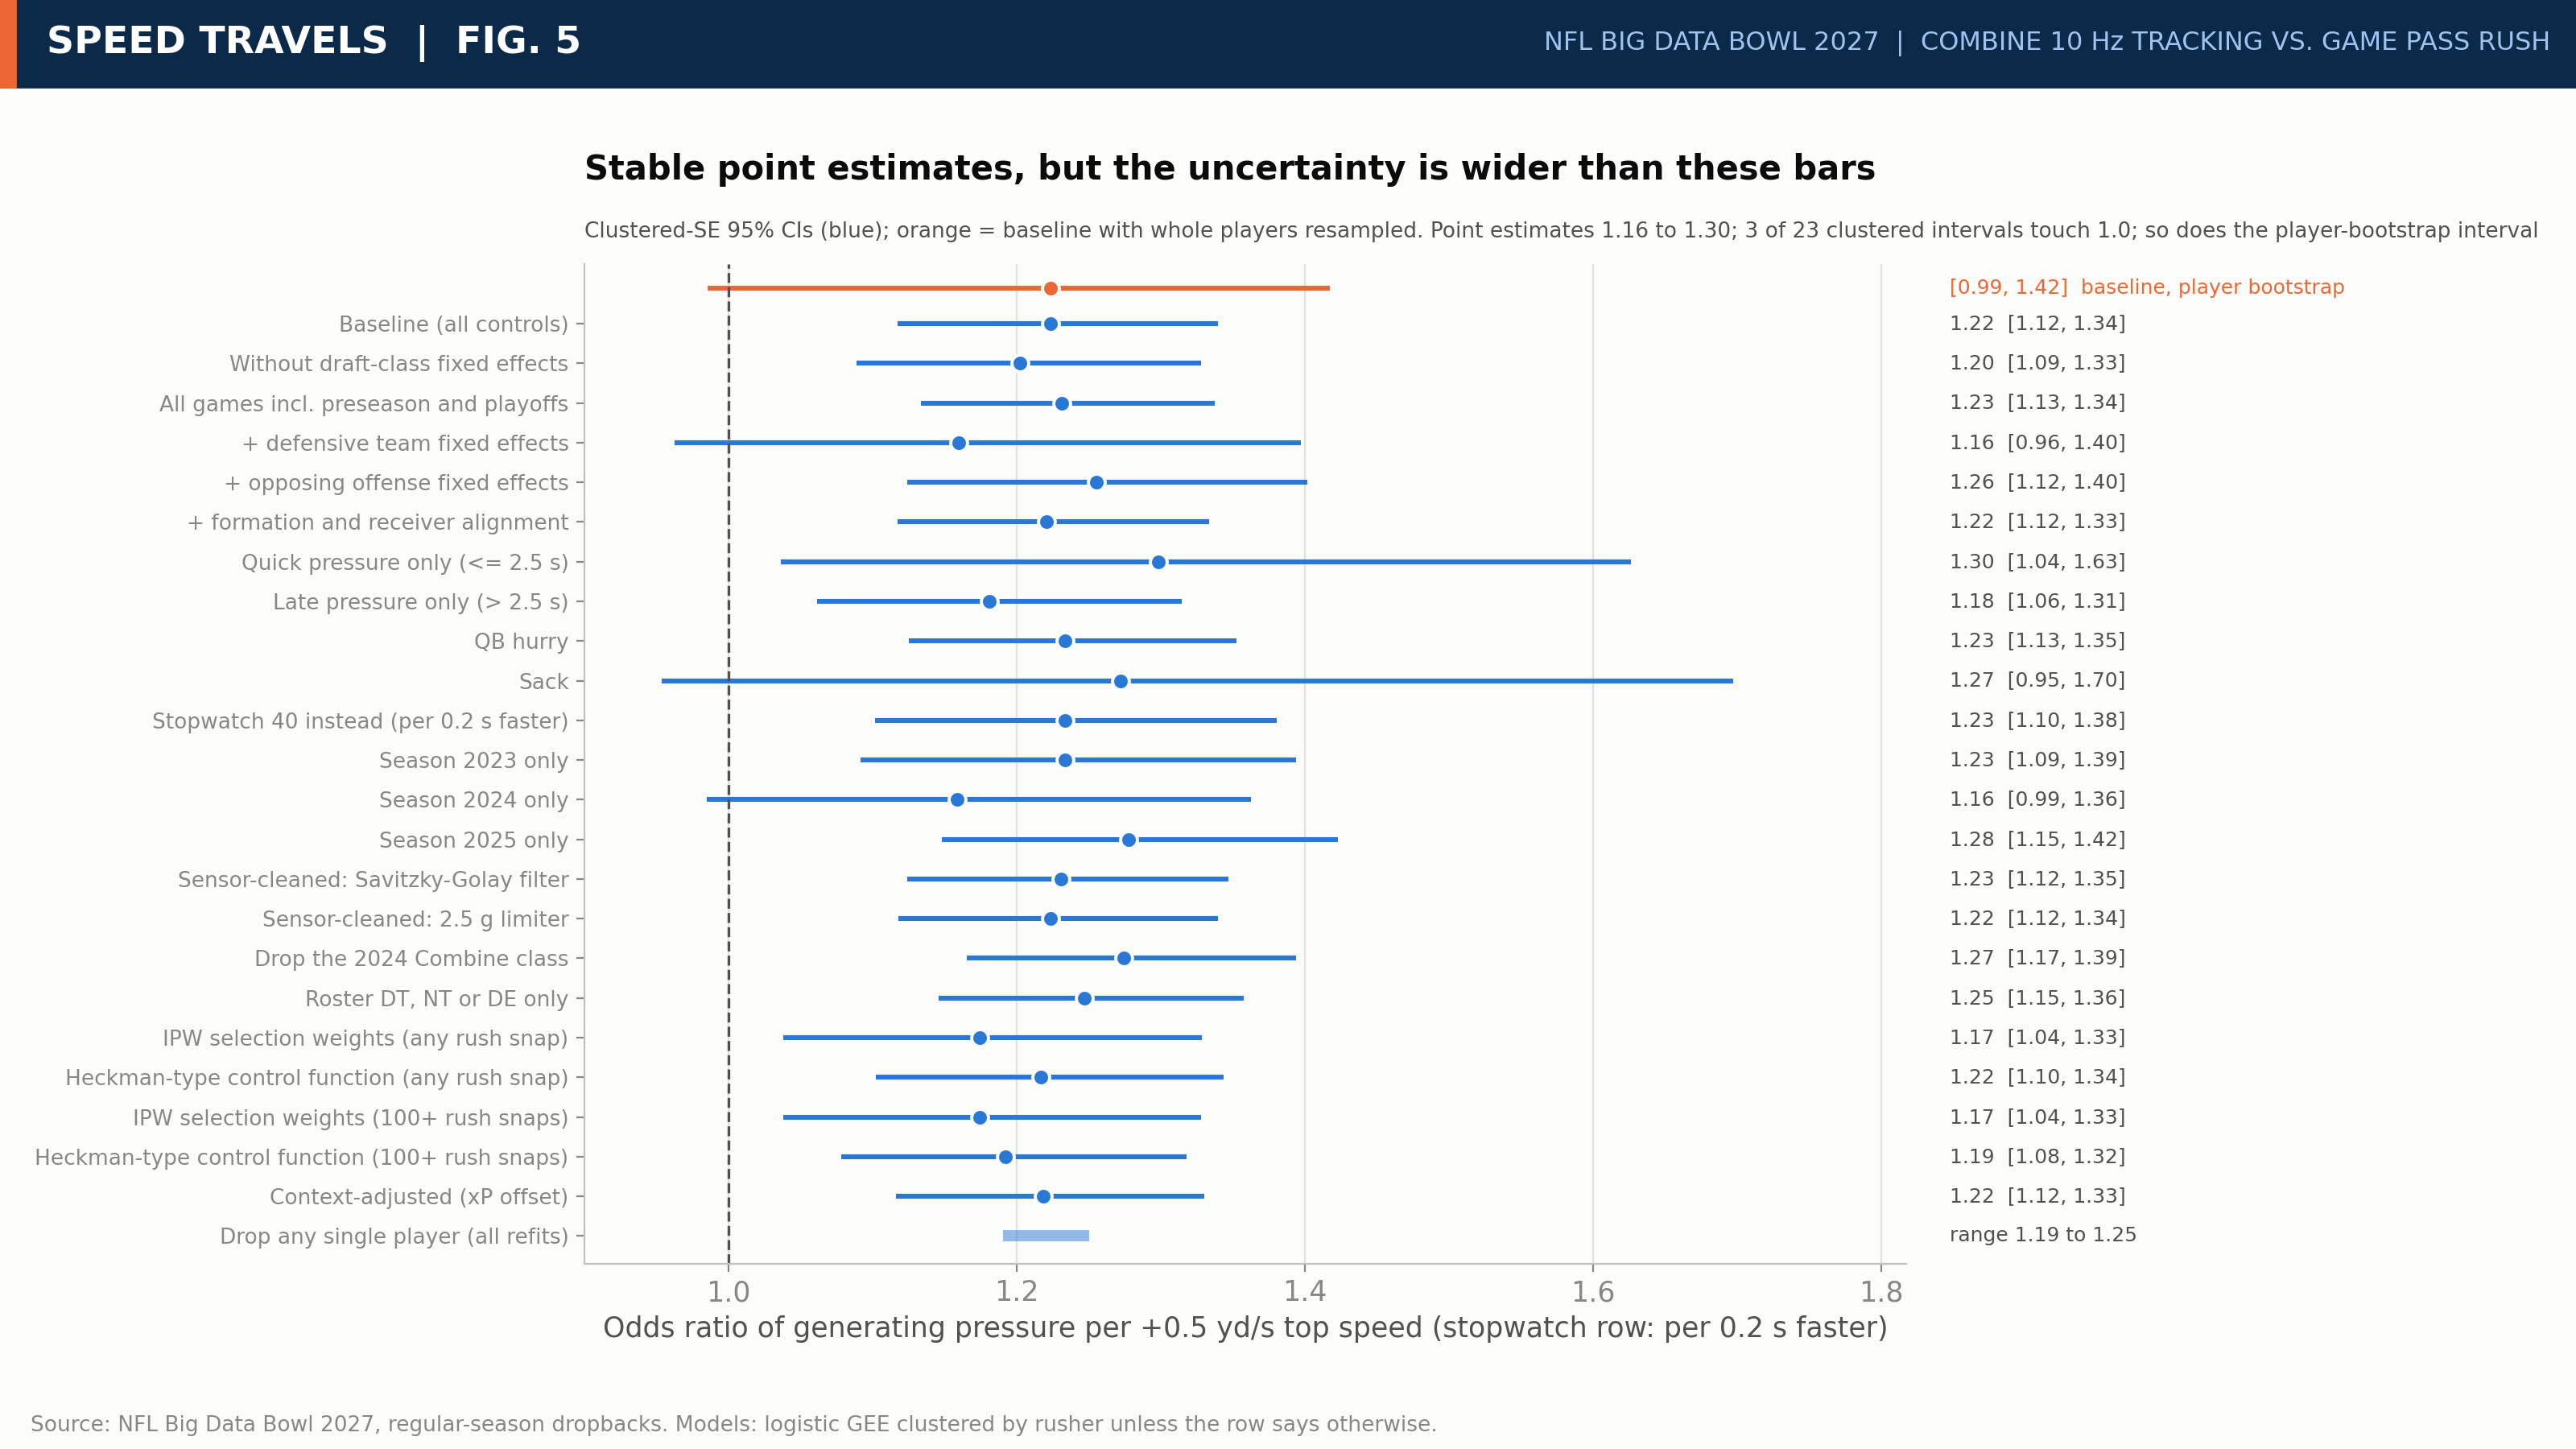 SPEED TRAVELS | FIG. 5
NFL BIG DATA BOWL 2027 | COMBINE 10 Hz TRACKING VS. GAME PASS RUSH
Stable point estimates, but the uncertainty is wider than these bars
Clustered-SE 95% CIs (blue); orange = baseline with whole players resampled. Point estimates 1.16 to 1.30; 3 of 23 clustered intervals touch 1.0; so does the player-bootstrap interval
[0.99, 1.42] baseline, player bootstrap
Baseline (all controls) 1.22 [1.12, 1.34]
Without draft-class fixed effects 1.20 [1.09, 1.33]
All games incl. preseason and playoffs 1.23 [1.13, 1.34]
+ defensive team fixed effects 1.16 [0.96, 1.40]
+ opposing offense fixed effects 1.26 [1.12, 1.40]
+ formation and receiver alignment 1.22 [1.12, 1.33]
Quick pressure only (<= 2.5 s) 1.30 [1.04, 1.63]
Late pressure only (> 2.5 s) 1.18 [1.06, 1.31]
QB hurry 1.23 [1.13, 1.35]
Sack 1.27 [0.95, 1.70]
Stopwatch 40 instead (per 0.2 s faster) 1.23 [1.10, 1.38]
Season 2023 only 1.23 [1.09, 1.39]
Season 2024 only 1.16 [0.99, 1.36]
Season 2025 only 1.28 [1.15, 1.42]
Sensor-cleaned: Savitzky-Golay filter 1.23 [1.12, 1.35]
Sensor-cleaned: 2.5 g limiter 1.22 [1.12, 1.34]
Drop the 2024 Combine class 1.27 [1.17, 1.39]
Roster DT, NT or DE only 1.25 [1.15, 1.36]
IPW selection weights (any rush snap) 1.17 [1.04, 1.33]
Heckman-type control function (any rush snap) 1.22 [1.10, 1.34]
IPW selection weights (100+ rush snaps) 1.17 [1.04, 1.33]
Heckman-type control function (100+ rush snaps) 1.19 [1.08, 1.32]
Context-adjusted (xP offset) 1.22 [1.12, 1.33]
Drop any single player (all refits) range 1.19 to 1.25
1.0 1.2 1.4 1.6 1.8
Odds ratio of generating pressure per +0.5 yd/s top speed (stopwatch row: per 0.2 s faster)
Source: NFL Big Data Bowl 2027, regular-season dropbacks. Models: logistic GEE clustered by rusher unless the row says otherwise.